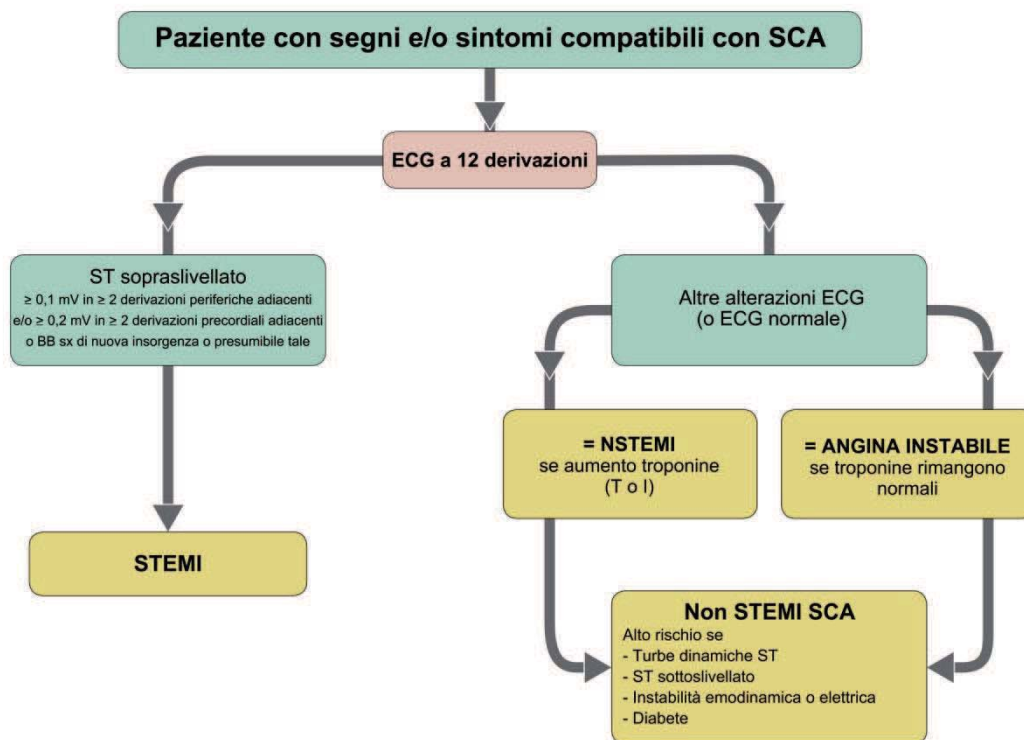 Paziente con segni e/o sintomi compatibili con SCA
ECG a 12 derivazioni
ST sopraslivellato
≥ 0,1 mV in ≥ 2 derivazioni periferiche adiacenti
e/o ≥ 0,2 mV in ≥ 2 derivazioni precordiali adiacenti
o BB sx di nuova insorgenza o presumibile tale
STEMI
Altre alterazioni ECG
(o ECG normale)
= NSTEMI
se aumento troponine
(T o I)
= ANGINA INSTABILE
se troponine rimangono
normali
Non STEMI SCA
Alto rischio se
- Turbe dinamiche ST
- ST sottoslivellato
- Instabilità emodinamica o elettrica
- Diabete